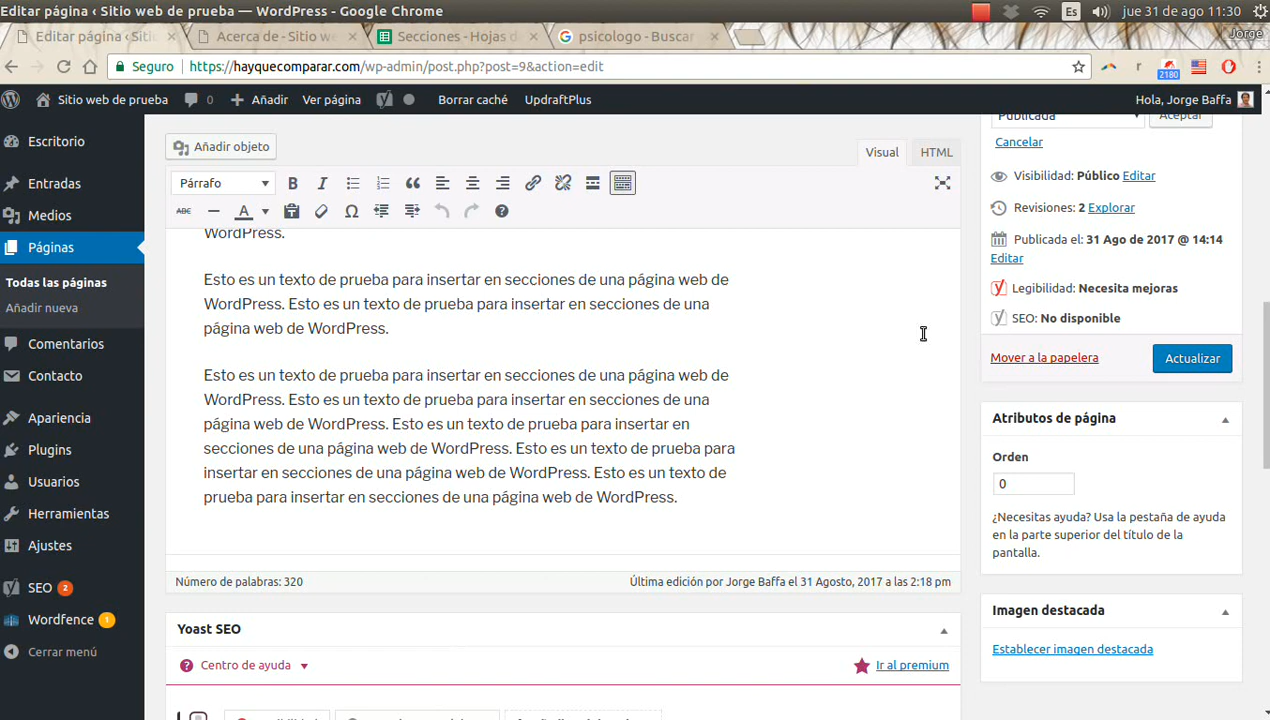 Editar página ‹ Sitio web de prueba — WordPress - Google Chrome
Es
jue 31 de ago 11:30
Editar página ‹ Siti
Acerca de - Sitio we
Secciones - Hojas d
psicologo - Buscar
Jorge
Seguro
https://hayquecomparar.com/wp-admin/post.php?post=9&action=edit
r
2180
Sitio web de prueba
0
Añadir
Ver página
Borrar caché
UpdraftPlus
Hola, Jorge Baffa
Escritorio
Entradas
Medios
Páginas
Todas las páginas
Añadir nueva
Comentarios
Contacto
Apariencia
Plugins
Usuarios
Herramientas
Ajustes
SEO 2
Wordfence 1
Cerrar menú
Añadir objeto
Visual
HTML
Párrafo
B I
ABC
A
WordPress.
Esto es un texto de prueba para insertar en secciones de una página web de
WordPress. Esto es un texto de prueba para insertar en secciones de una
página web de WordPress.
Esto es un texto de prueba para insertar en secciones de una página web de
WordPress. Esto es un texto de prueba para insertar en secciones de una
página web de WordPress. Esto es un texto de prueba para insertar en
secciones de una página web de WordPress. Esto es un texto de prueba para
insertar en secciones de una página web de WordPress. Esto es un texto de
prueba para insertar en secciones de una página web de WordPress.
Número de palabras: 320
Última edición por Jorge Baffa el 31 Agosto, 2017 a las 2:18 pm
Yoast SEO
Centro de ayuda
Ir al premium
Publicada
Aceptar
Cancelar
Visibilidad: Público Editar
Revisiones: 2 Explorar
Publicada el: 31 Ago de 2017 @ 14:14
Editar
Legibilidad: Necesita mejoras
SEO: No disponible
Mover a la papelera
Actualizar
Atributos de página
Orden
0
¿Necesitas ayuda? Usa la pestaña de ayuda
en la parte superior del título de la
pantalla.
Imagen destacada
Establecer imagen destacada